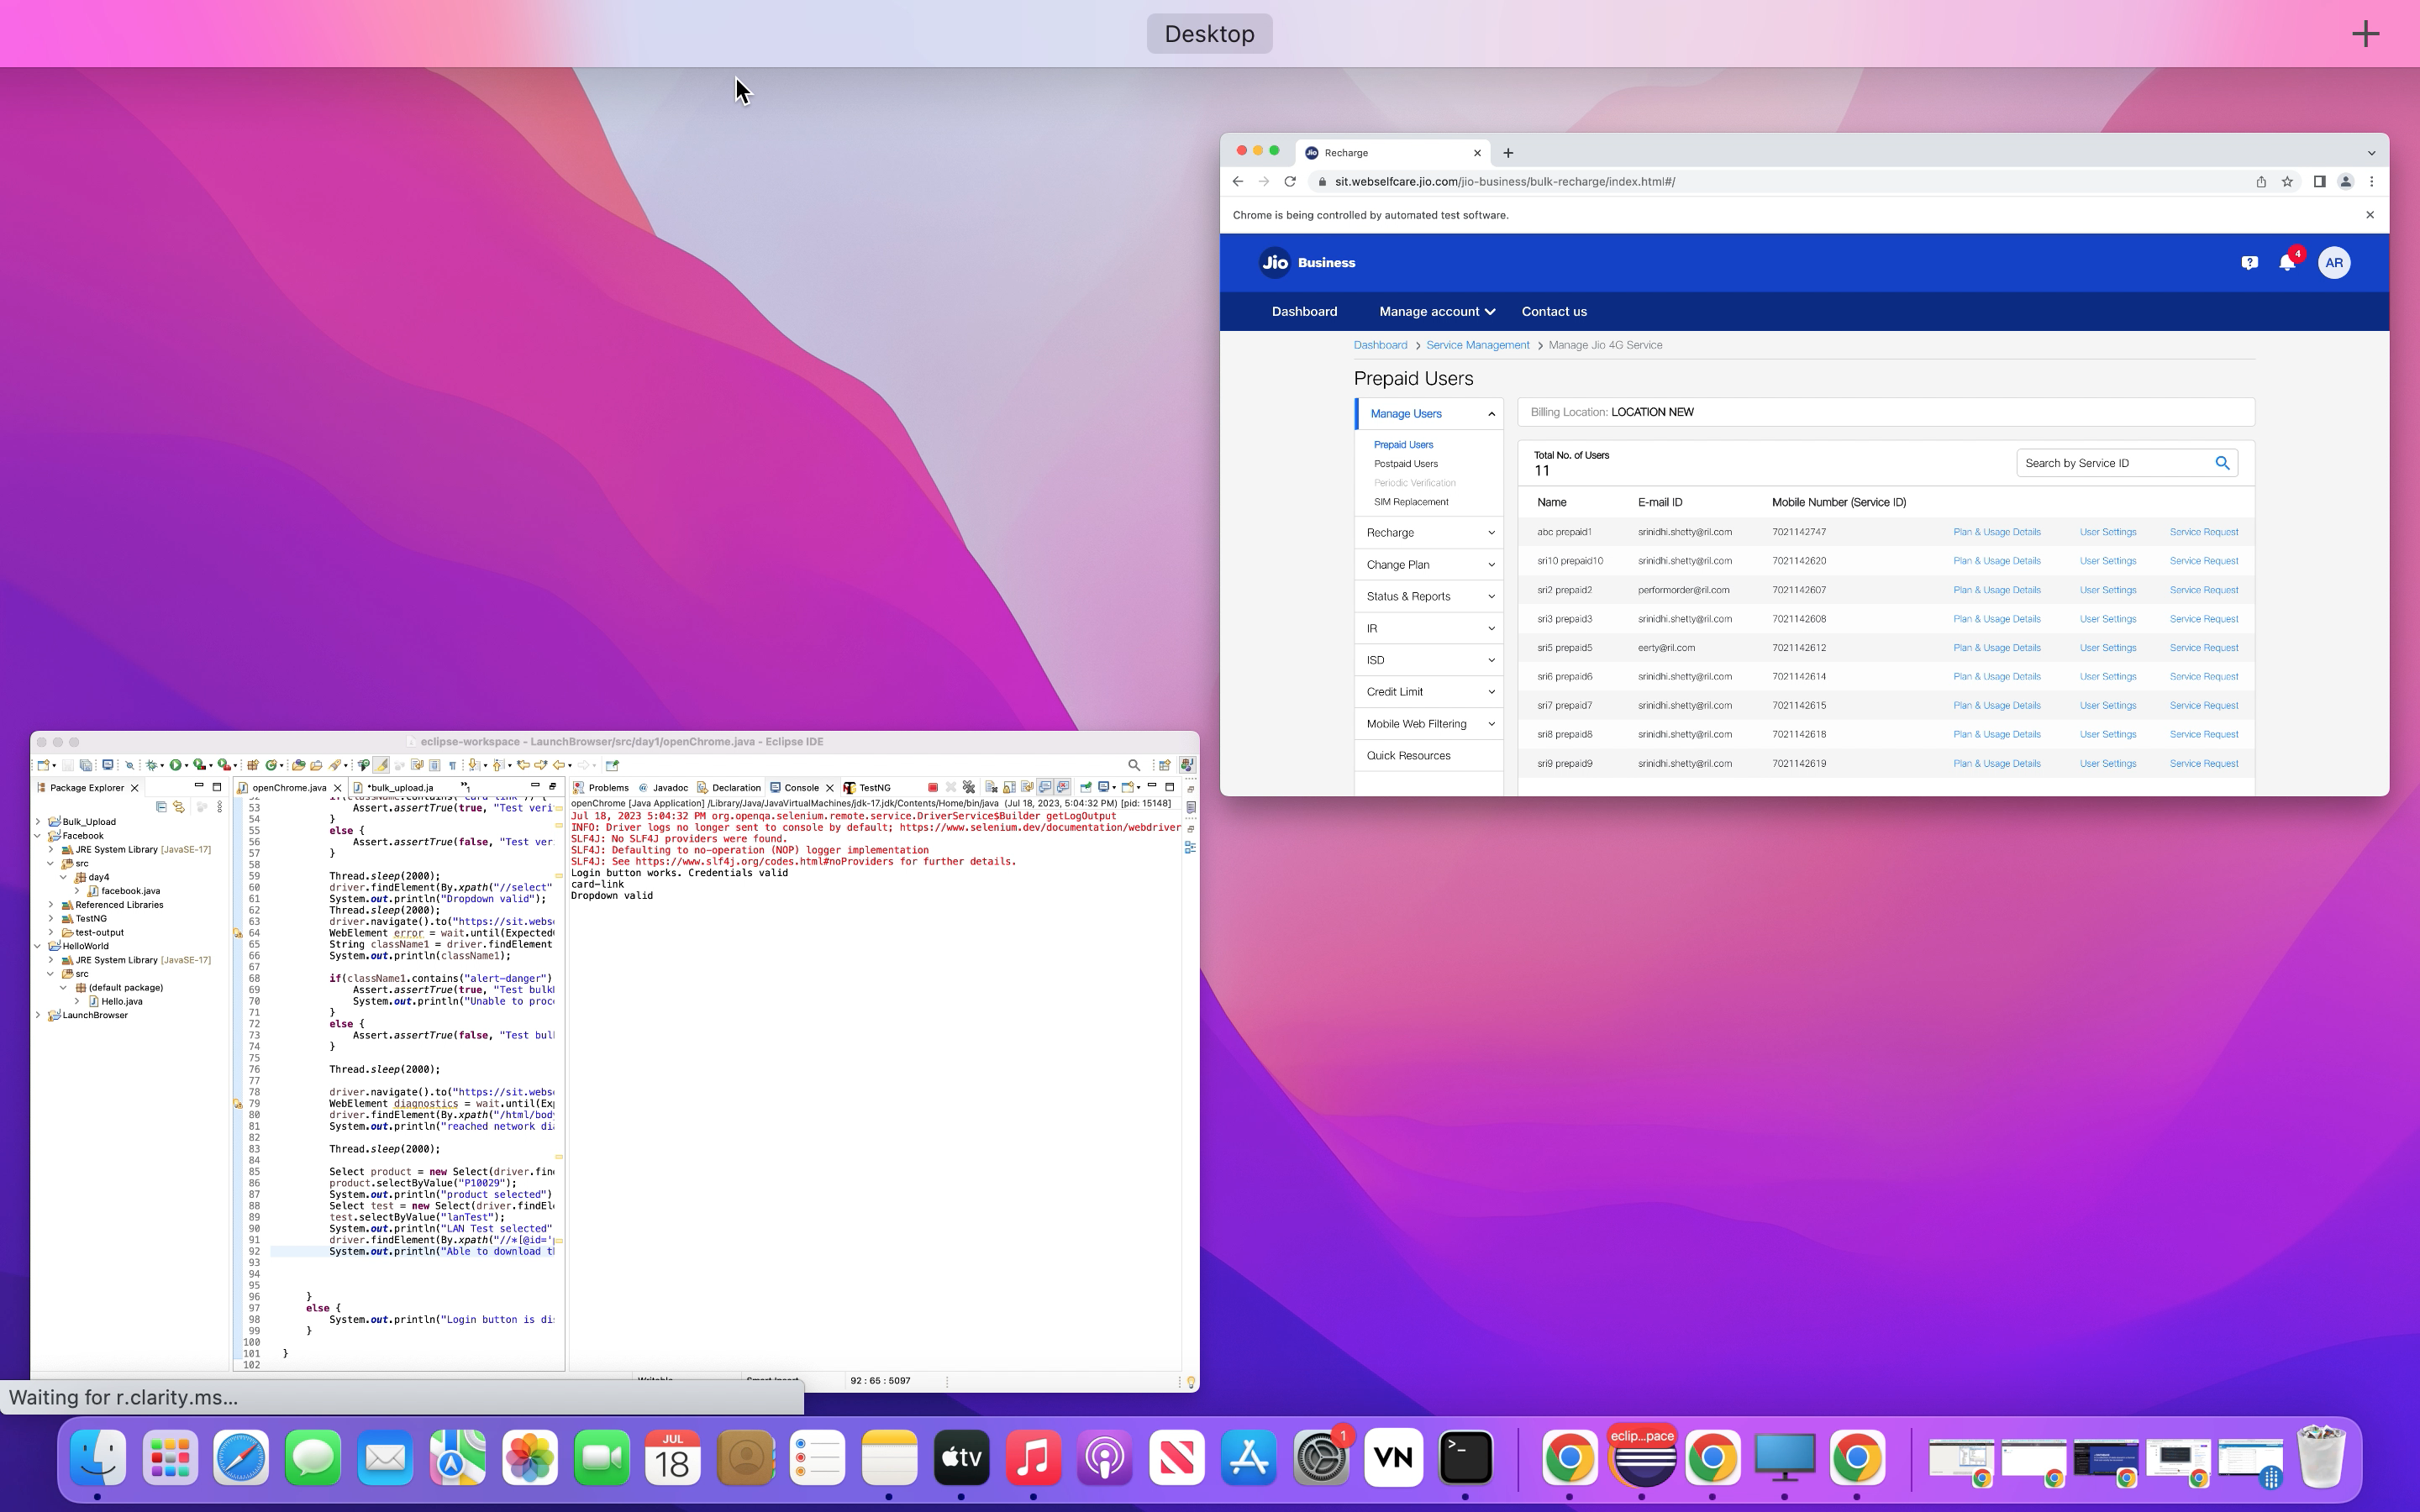 Desktop
Recharge
sit.webselfcare.jio.com/jio-business/bulk-recharge/index.html#/
Chrome is being controlled by automated test software.
Jio Business
4
AR
Dashboard Manage account Contact us
Dashboard > Service Management > Manage Jio 4G Service
Prepaid Users
Manage Users
Prepaid Users
Postpaid Users
Periodic Verification
SIM Replacement
Recharge
Change Plan
Status & Reports
IR
ISD
Credit Limit
Mobile Web Filtering
Quick Resources
Billing Location: LOCATION NEW
Total No. of Users
11
Search by Service ID
Name E-mail ID Mobile Number (Service ID)
abc prepaid1 srinidhi.shetty@ril.com 7021142747 Plan & Usage Details User Settings Service Request
sri10 prepaid10 srinidhi.shetty@ril.com 7021142620 Plan & Usage Details User Settings Service Request
sri2 prepaid2 performorder@ril.com 7021142607 Plan & Usage Details User Settings Service Request
sri3 prepaid3 srinidhi.shetty@ril.com 7021142608 Plan & Usage Details User Settings Service Request
sri5 prepaid5 eerty@ril.com 7021142612 Plan & Usage Details User Settings Service Request
sri6 prepaid6 srinidhi.shetty@ril.com 7021142614 Plan & Usage Details User Settings Service Request
sri7 prepaid7 srinidhi.shetty@ril.com 7021142615 Plan & Usage Details User Settings Service Request
sri8 prepaid8 srinidhi.shetty@ril.com 7021142618 Plan & Usage Details User Settings Service Request
sri9 prepaid9 srinidhi.shetty@ril.com 7021142619 Plan & Usage Details User Settings Service Request
eclipse-workspace - LaunchBrowser/src/day1/openChrome.java - Eclipse IDE
Package Explorer
Bulk_Upload
Facebook
JRE System Library [JavaSE-17]
src
day4
facebook.java
Referenced Libraries
TestNG
test-output
HelloWorld
JRE System Library [JavaSE-17]
src
(default package)
Hello.java
LaunchBrowser
openChrome.java *bulk_upload.ja
53 Assert.assertTrue(true, "Test veri
54 }
55 else {
56 Assert.assertTrue(false, "Test ver
57 }
58
59 Thread.sleep(2000);
60 driver.findElement(By.xpath("//select"
61 System.out.println("Dropdown valid");
62 Thread.sleep(2000);
63 driver.navigate().to("https://sit.webs
64 WebElement error = wait.until(Expected
65 String className1 = driver.findElement
66 System.out.println(className1);
67
68 if(className1.contains("alert-danger")
69 Assert.assertTrue(true, "Test bulk
70 System.out.println("Unable to proc
71 }
72 else {
73 Assert.assertTrue(false, "Test bul
74 }
75
76 Thread.sleep(2000);
77
78 driver.navigate().to("https://sit.webs
79 WebElement diagnostics = wait.until(Ex
80 driver.findElement(By.xpath("/html/bod
81 System.out.println("reached network di
82
83 Thread.sleep(2000);
84
85 Select product = new Select(driver.fin
86 product.selectByValue("P10029");
87 System.out.println("product selected")
88 Select test = new Select(driver.findEl
89 test.selectByValue("lanTest");
90 System.out.println("LAN Test selected"
91 driver.findElement(By.xpath("//*[@id='
92 System.out.println("Able to download t
93
94
95
96 }
97 else {
98 System.out.println("Login button is di
99 }
100
101 }
102
Problems Javadoc Declaration Console TestNG
openChrome [Java Application] /Library/Java/JavaVirtualMachines/jdk-17.jdk/Contents/Home/bin/java (Jul 18, 2023, 5:04:32 PM) [pid: 15148]
Jul 18, 2023 5:04:32 PM org.openqa.selenium.remote.service.DriverService$Builder getLogOutput
INFO: Driver logs no longer sent to console by default; https://www.selenium.dev/documentation/webdriver
SLF4J: No SLF4J providers were found.
SLF4J: Defaulting to no-operation (NOP) logger implementation
SLF4J: See https://www.slf4j.org/codes.html#noProviders for further details.
Login button works. Credentials valid
card-link
Dropdown valid
92 : 65 : 5097
Waiting for r.clarity.ms...
JUL
18
tv
1
VN
>_
eclip...pace